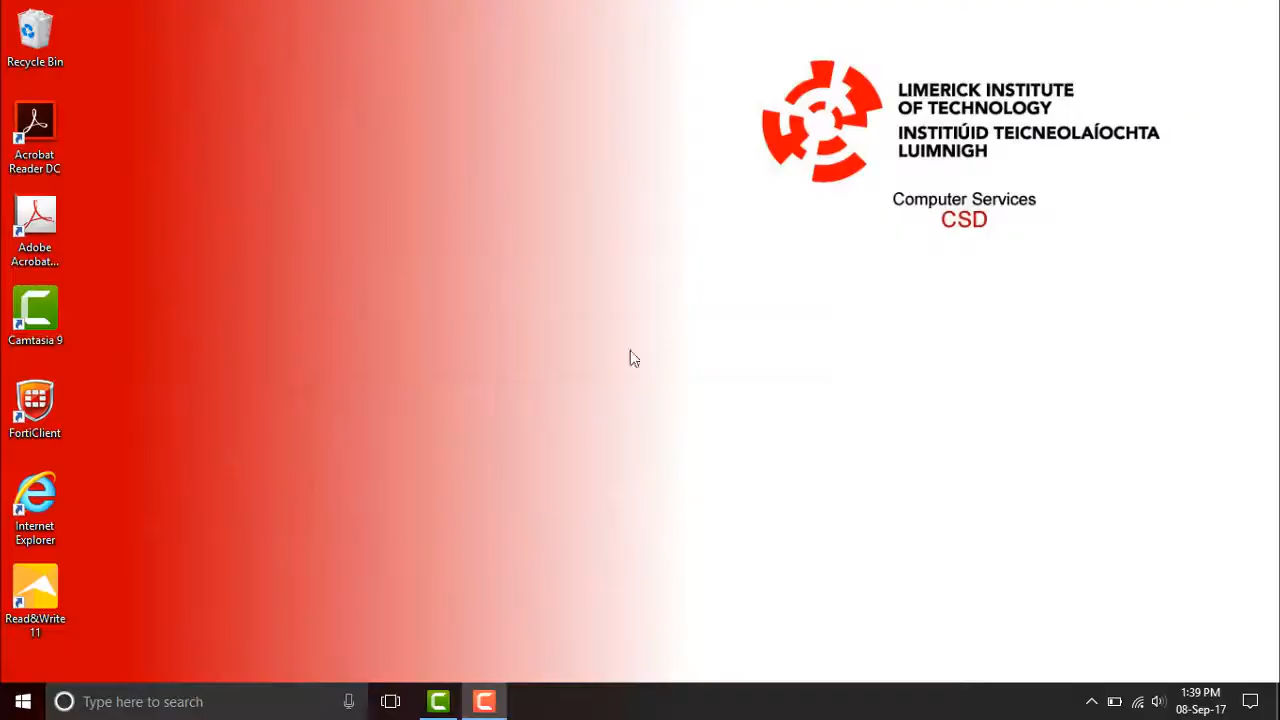 Recycle Bin
Acrobat
Reader DC
Adobe
Acrobat...
Camtasia 9
FortiClient
Internet
Explorer
Read&Write
11
LIMERICK INSTITUTE
OF TECHNOLOGY
INSTITIÚID TEICNEOLAÍOCHTA
LUIMNIGH
Computer Services
CSD
Type here to search
1:39 PM
08-Sep-17